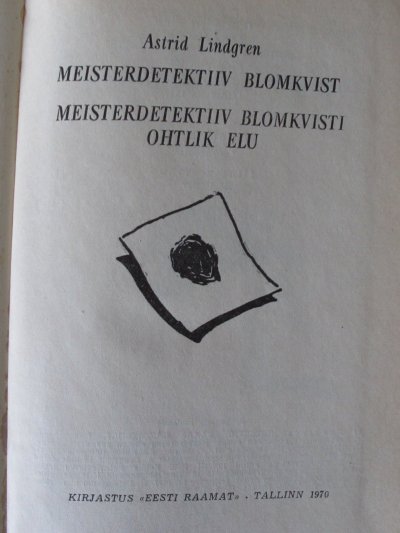 Astrid Lindgren
MEISTERDETEKTIIV BLOMKVIST
MEISTERDETEKTIIV BLOMKVISTI
OHTLIK ELU
KIRJASTUS «EESTI RAAMAT» · TALLINN 1970